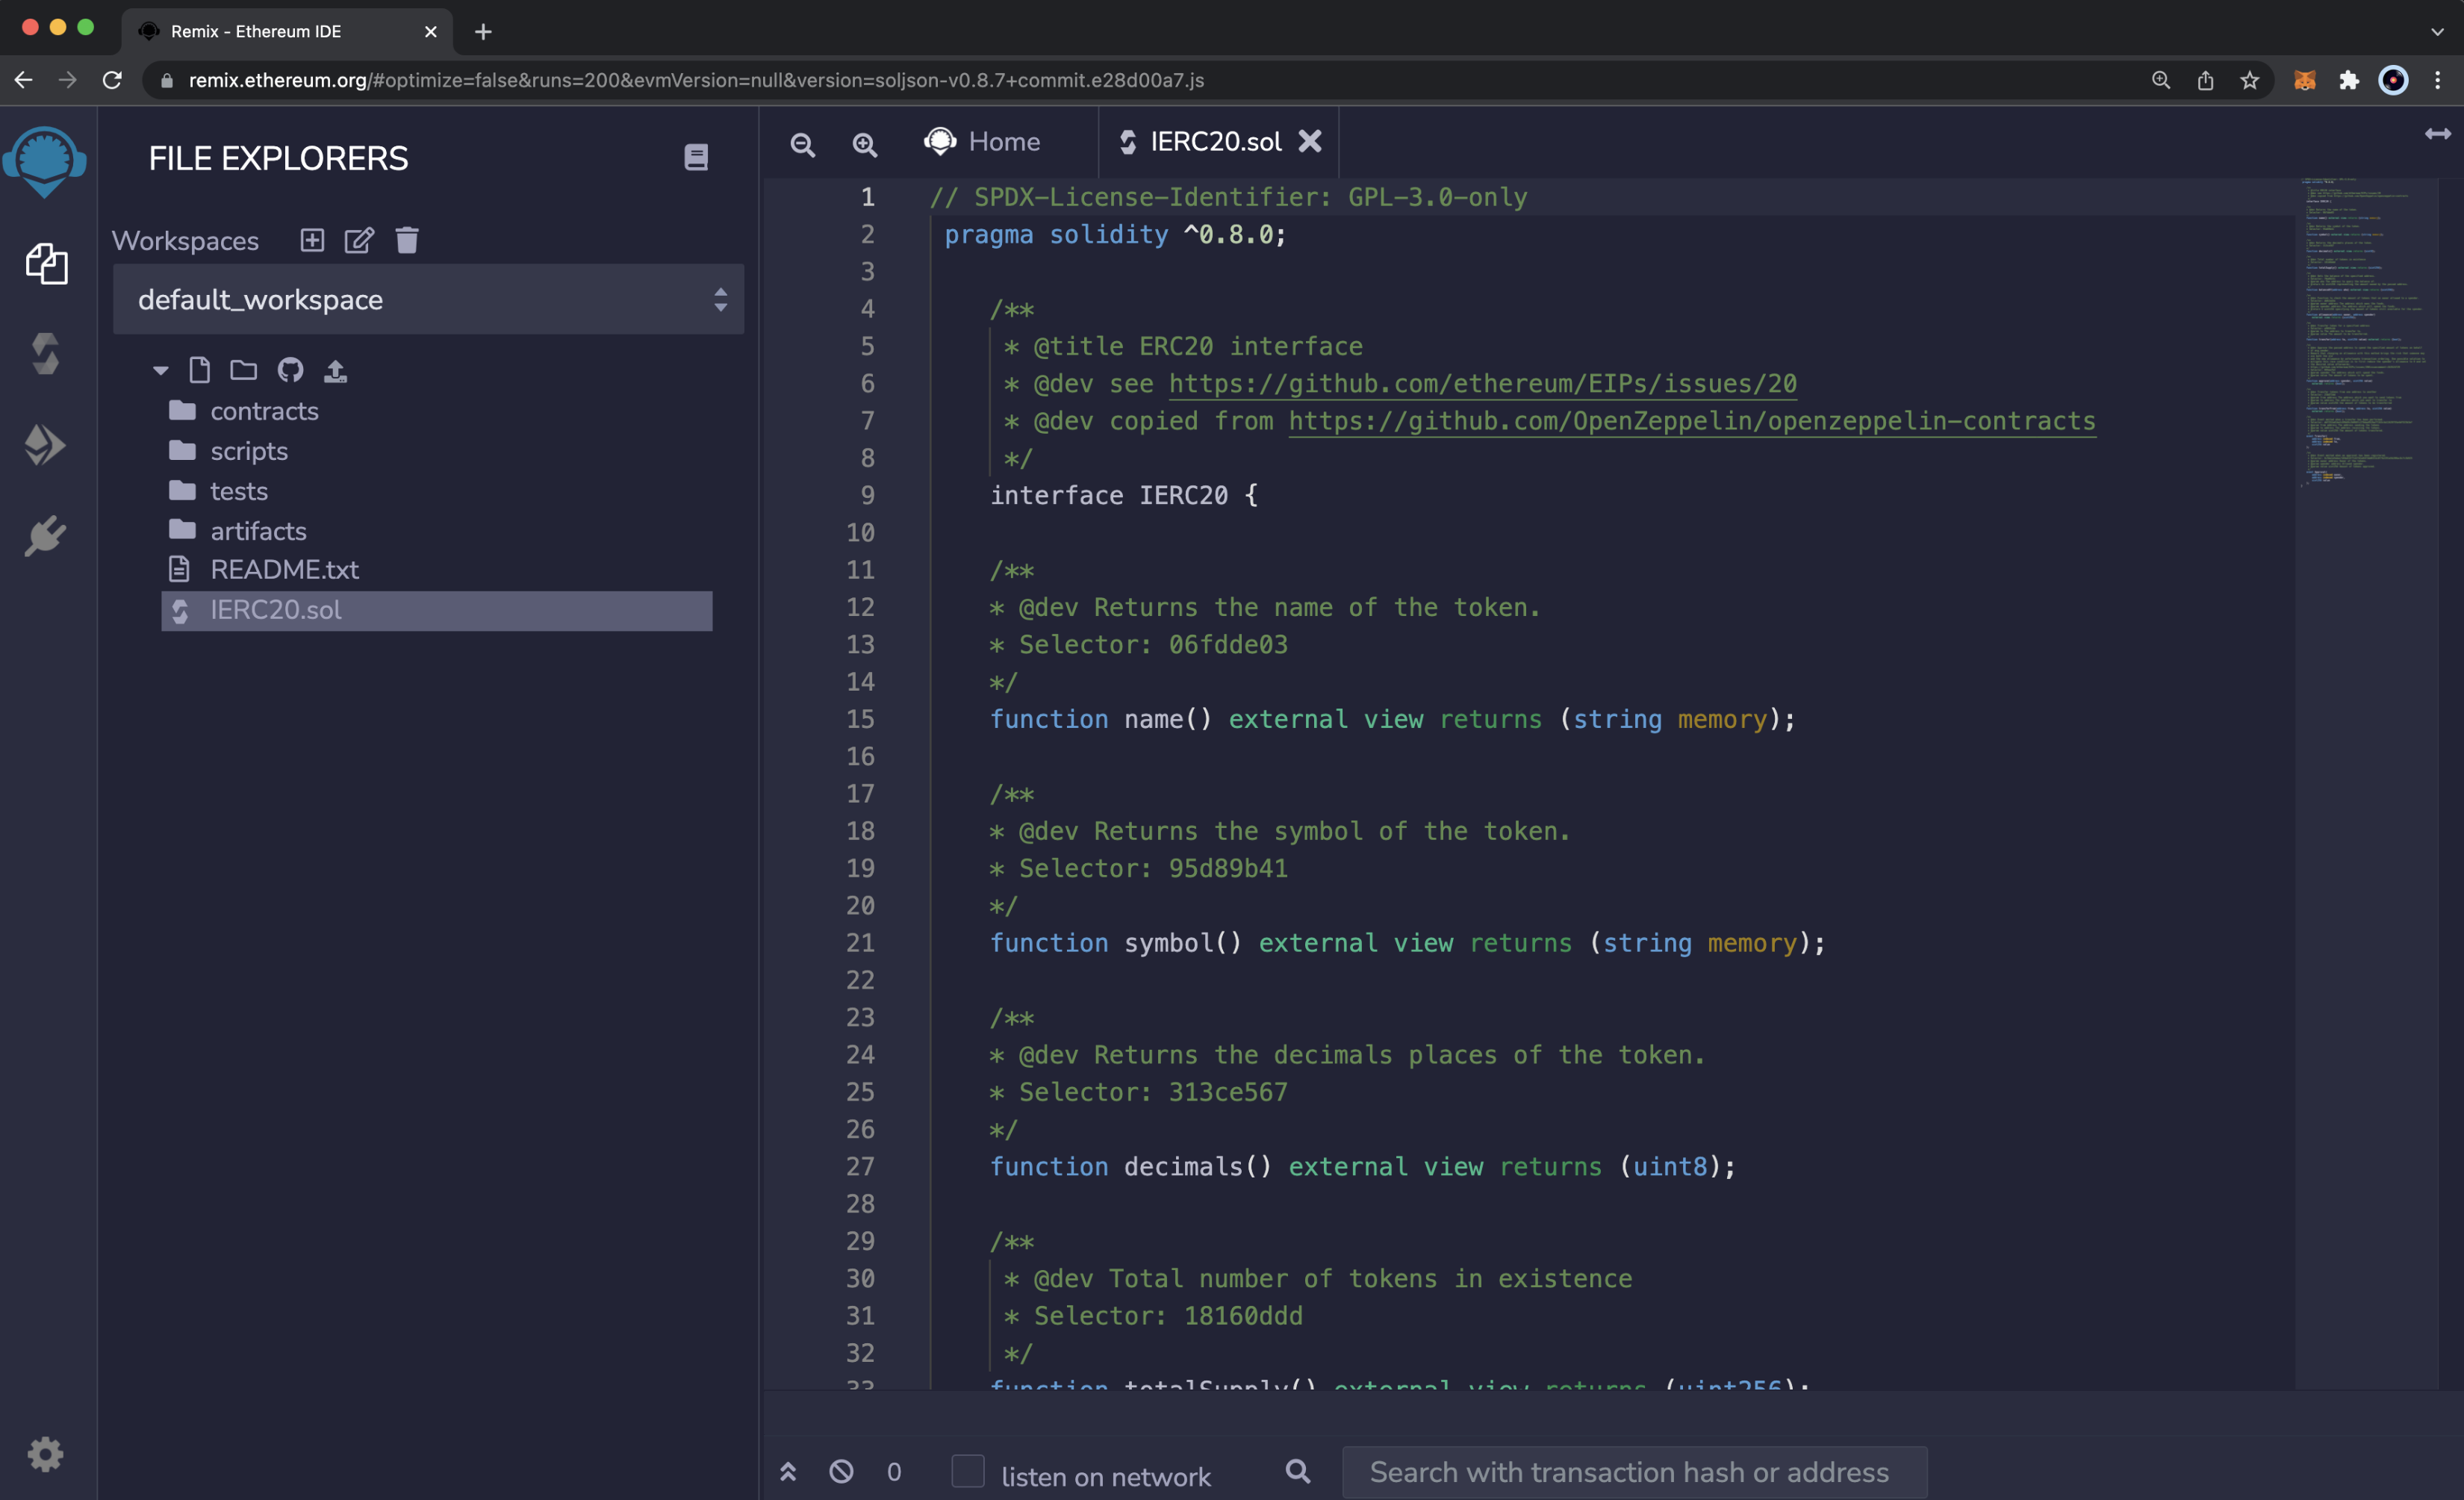 Remix - Ethereum IDE
remix.ethereum.org/#optimize=false&runs=200&evmVersion=null&version=soljson-v0.8.7+commit.e28d00a7.js
FILE EXPLORERS
Workspaces
default_workspace
contracts
scripts
tests
artifacts
README.txt
IERC20.sol
Home
IERC20.sol
1 // SPDX-License-Identifier: GPL-3.0-only
2 pragma solidity ^0.8.0;
3
4 /**
5 * @title ERC20 interface
6 * @dev see https://github.com/ethereum/EIPs/issues/20
7 * @dev copied from https://github.com/OpenZeppelin/openzeppelin-contracts
8 */
9 interface IERC20 {
10
11 /**
12 * @dev Returns the name of the token.
13 * Selector: 06fdde03
14 */
15 function name() external view returns (string memory);
16
17 /**
18 * @dev Returns the symbol of the token.
19 * Selector: 95d89b41
20 */
21 function symbol() external view returns (string memory);
22
23 /**
24 * @dev Returns the decimals places of the token.
25 * Selector: 313ce567
26 */
27 function decimals() external view returns (uint8);
28
29 /**
30 * @dev Total number of tokens in existence
31 * Selector: 18160ddd
32 */
33 function totalSupply() external view returns (uint256);
0
listen on network
Search with transaction hash or address